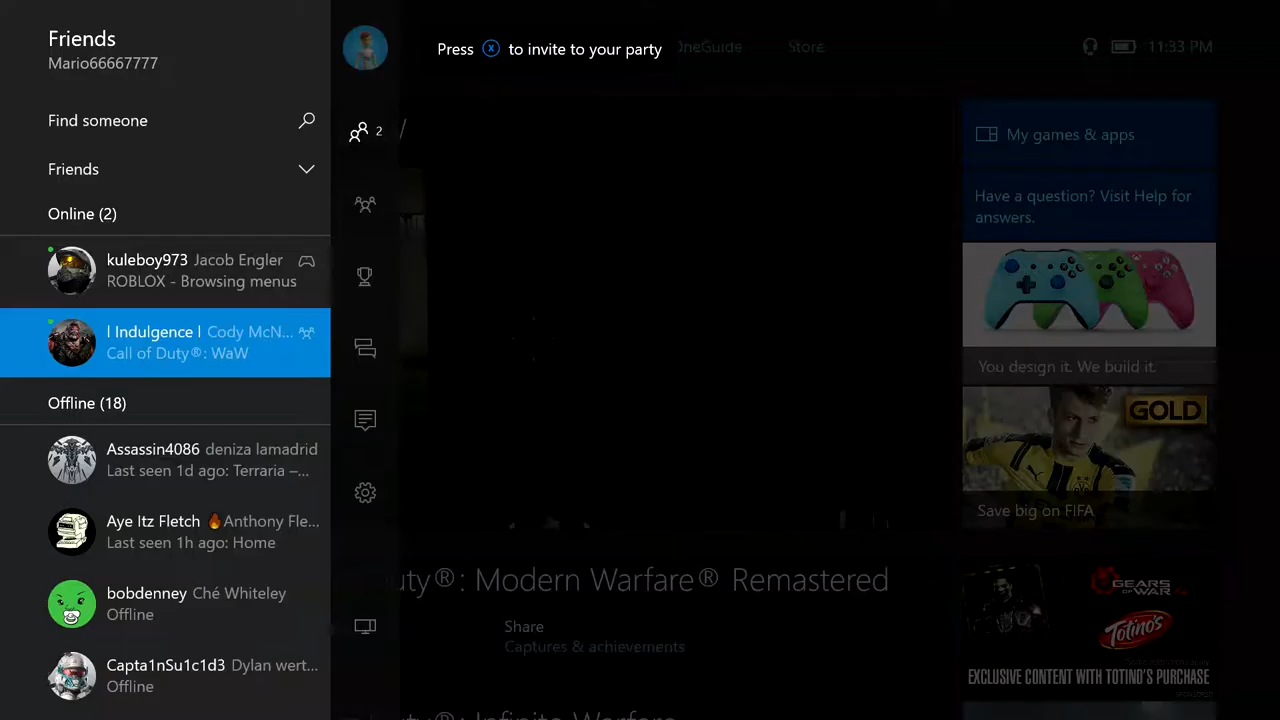 Friends
Mario66667777
Find someone
Friends
Online (2)
kuleboy973 Jacob Engler
ROBLOX - Browsing menus
l Indulgence l Cody McN...
Call of Duty®: WaW
Offline (18)
Assassin4086 deniza lamadrid
Last seen 1d ago: Terraria –...
Aye Itz Fletch 🔥Anthony Fle...
Last seen 1h ago: Home
bobdenney Ché Whiteley
Offline
Capta1nSu1c1d3 Dylan wert...
Offline
2
Press X to invite to your party
OneGuide
Store
11:33 PM
My games & apps
Have a question? Visit Help for
answers.
You design it. We build it.
GOLD
Save big on FIFA
uty®: Modern Warfare® Remastered
Share
Captures & achievements
GEARS
OF WAR 4
Totino's
EXCLUSIVE CONTENT WITH TOTINO'S PURCHASE
SPONSORED
uty®: Infinite Warfare